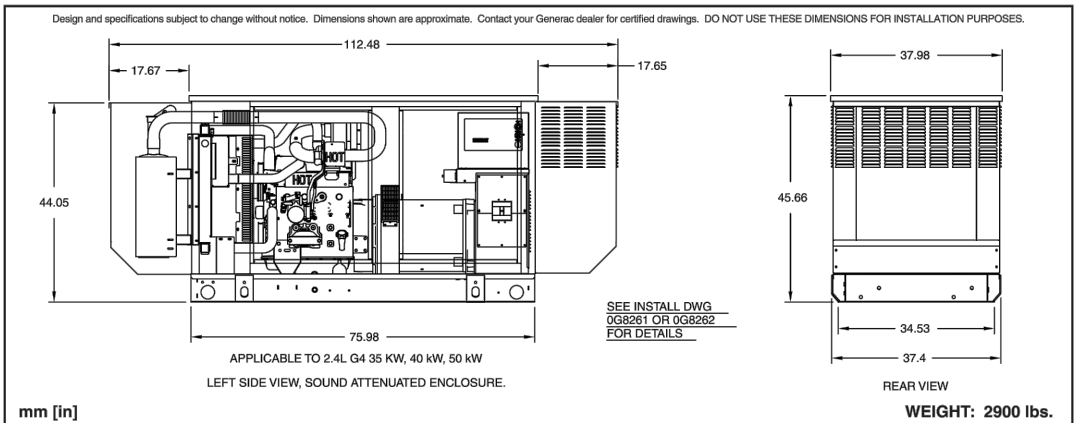 Design and specifications subject to change without notice. Dimensions shown are approximate. Contact your Generac dealer for certified drawings. DO NOT USE THESE DIMENSIONS FOR INSTALLATION PURPOSES.
112.48
37.98
17.67
17.65
HOT
HOT
44.05
45.66
H
SEE INSTALL DWG
0G8261 OR 0G8262
FOR DETAILS
75.98
34.53
APPLICABLE TO 2.4L G4 35 KW, 40 kW, 50 kW
37.4
LEFT SIDE VIEW, SOUND ATTENUATED ENCLOSURE.
REAR VIEW
mm [in]
WEIGHT: 2900 lbs.